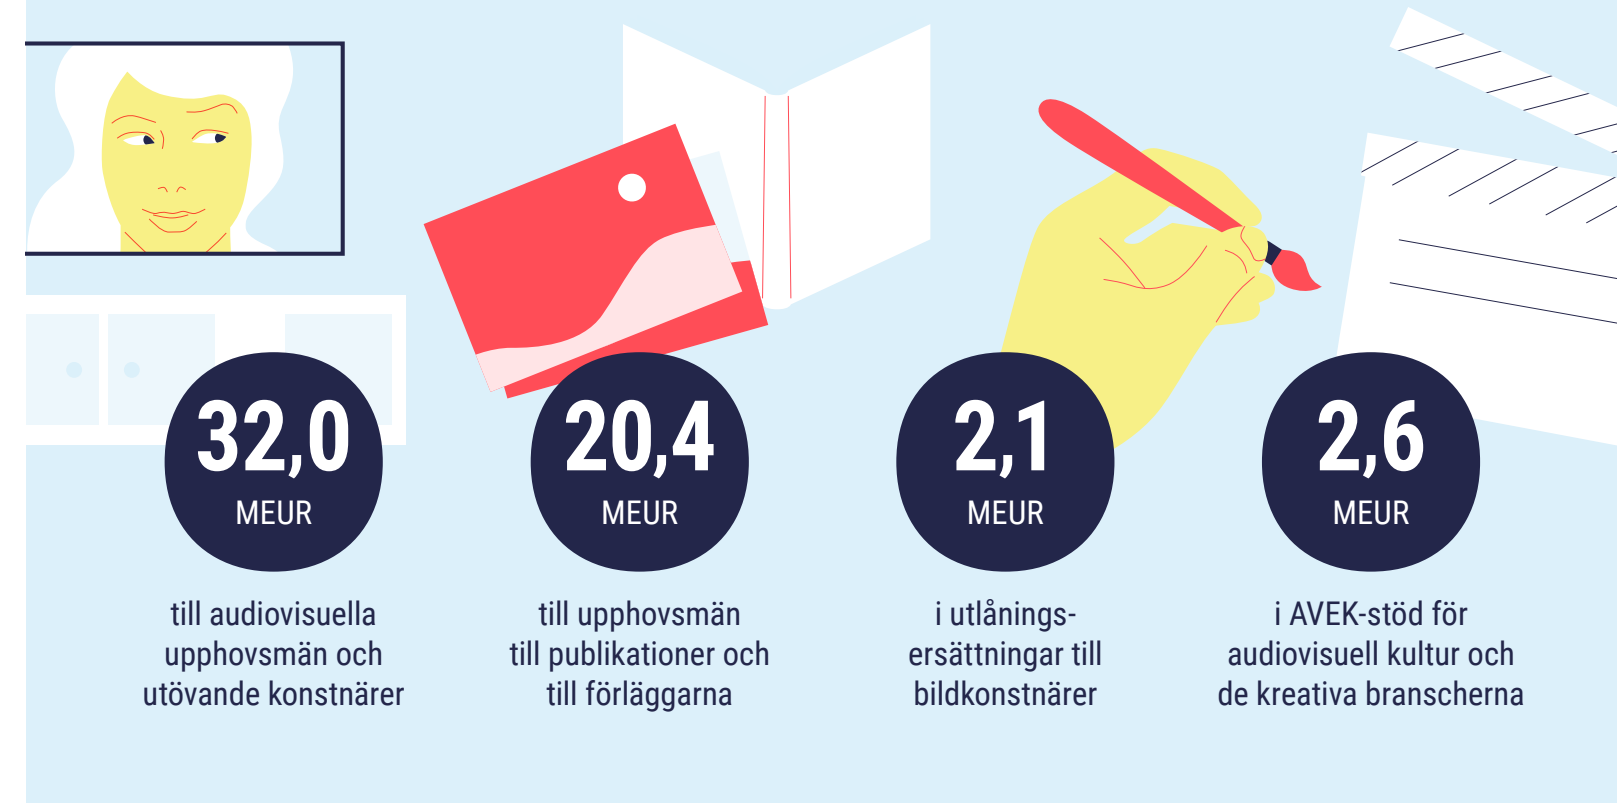 32,0
MEUR
till audiovisuella
upphovsmän och
utövande konstnärer
20,4
MEUR
till upphovsmän
till publikationer och
till förläggarna
2,1
MEUR
i utlånings-
ersättningar till
bildkonstnärer
2,6
MEUR
i AVEK-stöd för
audiovisuell kultur och
de kreativa branscherna